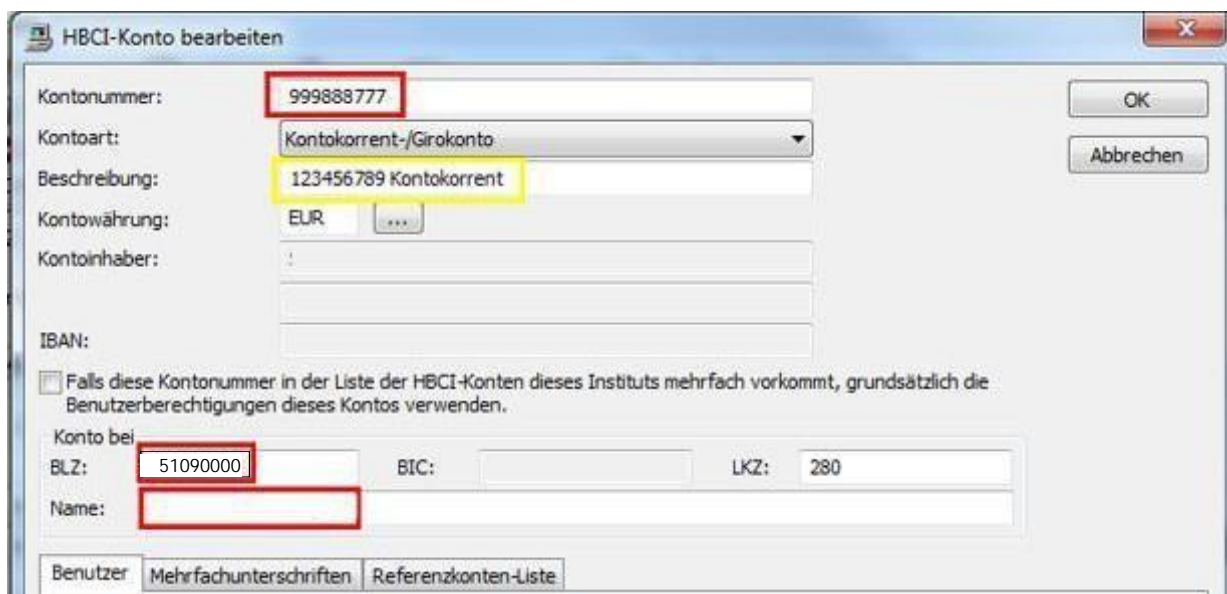 HBCI-Konto bearbeiten
Kontonummer: 999888777
OK
Kontoart: Kontokorrent-/Girokonto
Abbrechen
Beschreibung: 123456789 Kontokorrent
Kontowährung: EUR ...
Kontoinhaber:
IBAN:
Falls diese Kontonummer in der Liste der HBCI-Konten dieses Instituts mehrfach vorkommt, grundsätzlich die
Benutzerberechtigungen dieses Kontos verwenden.
Konto bei
BLZ: 51090000 BIC: LKZ: 280
Name:
Benutzer Mehrfachunterschriften Referenzkonten-Liste